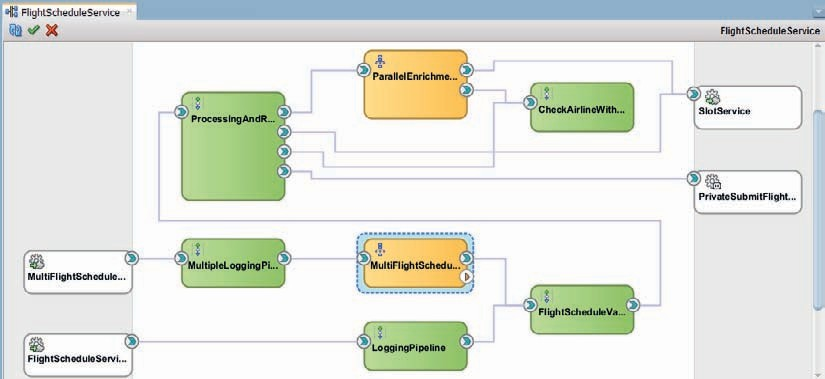 FlightScheduleService
FlightScheduleService
ParallelEnrichme...
ProcessingAndR...
CheckAirlineWith...
SlotService
PrivateSubmitFlight...
MultiFlightSchedule...
MultipleLoggingPi...
MultiFlightSchedu...
FlightScheduleVa...
FlightScheduleServi...
LoggingPipeline